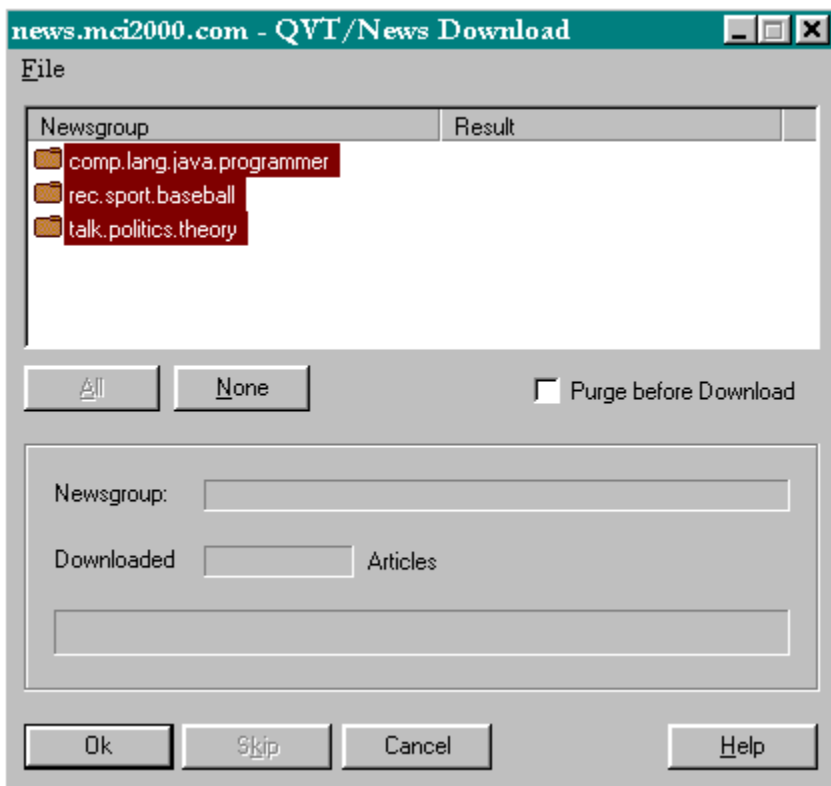 news.mci2000.com - QVT/News Download
File
Newsgroup Result
comp.lang.java.programmer
rec.sport.baseball
talk.politics.theory
All None Purge before Download
Newsgroup:
Downloaded Articles
Ok Skip Cancel Help